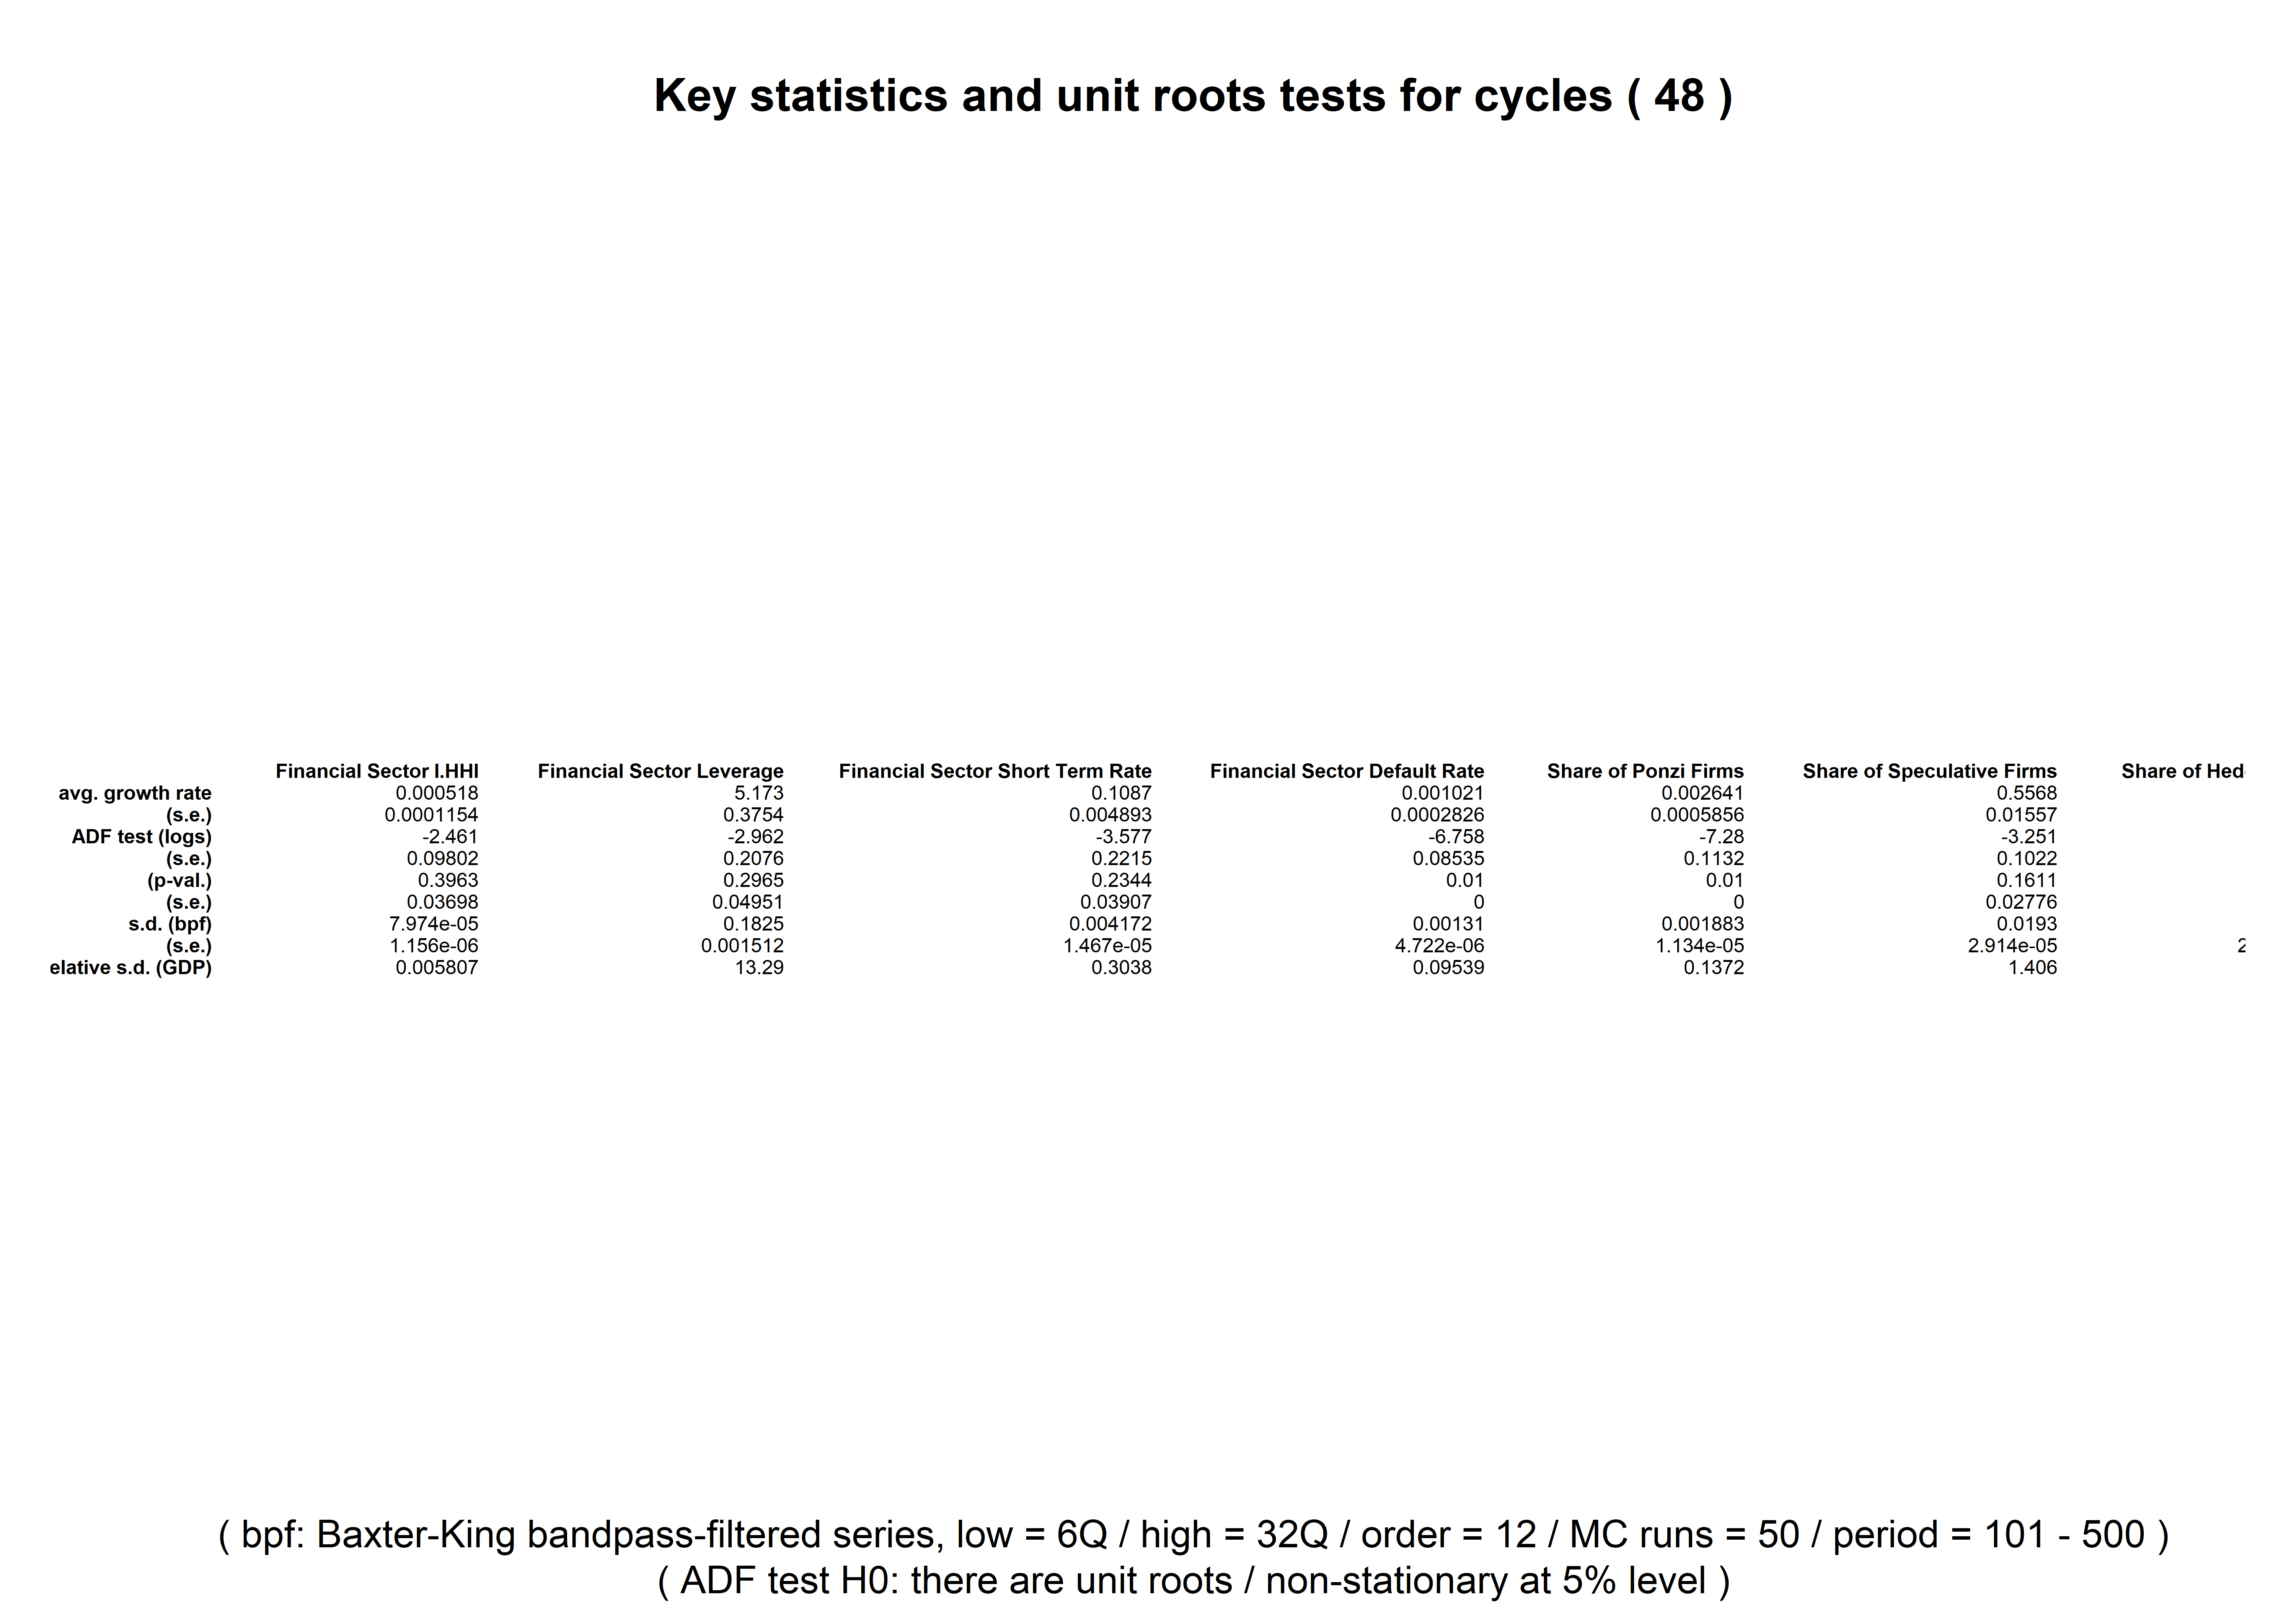 Key statistics and unit roots tests for cycles ( 48 )
Financial Sector I.HHI Financial Sector Leverage Financial Sector Short Term Rate Financial Sector Default Rate Share of Ponzi Firms Share of Speculative Firms Share of Hed
avg. growth rate 0.000518 5.173 0.1087 0.001021 0.002641 0.5568
(s.e.) 0.0001154 0.3754 0.004893 0.0002826 0.0005856 0.01557
ADF test (logs) -2.461 -2.962 -3.577 -6.758 -7.28 -3.251
(s.e.) 0.09802 0.2076 0.2215 0.08535 0.1132 0.1022
(p-val.) 0.3963 0.2965 0.2344 0.01 0.01 0.1611
(s.e.) 0.03698 0.04951 0.03907 0 0 0.02776
s.d. (bpf) 7.974e-05 0.1825 0.004172 0.00131 0.001883 0.0193
(s.e.) 1.156e-06 0.001512 1.467e-05 4.722e-06 1.134e-05 2.914e-05 2
elative s.d. (GDP) 0.005807 13.29 0.3038 0.09539 0.1372 1.406
( bpf: Baxter-King bandpass-filtered series, low = 6Q / high = 32Q / order = 12 / MC runs = 50 / period = 101 - 500 )
( ADF test H0: there are unit roots / non-stationary at 5% level )